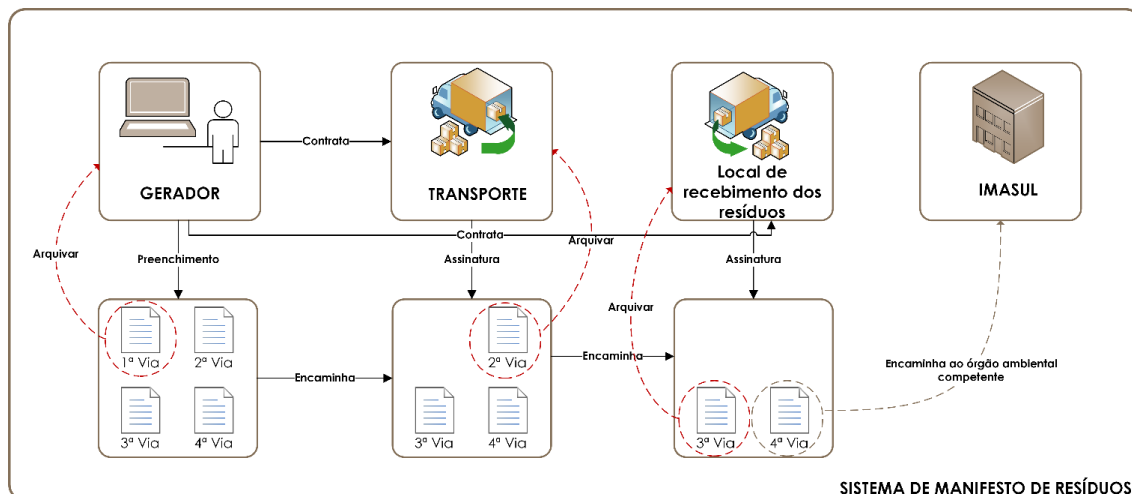 Contrata
GERADOR
TRANSPORTE
Local de
recebimento dos
resíduos
IMASUL
Contrata
Arquivar
Preenchimento
Assinatura
Arquivar
Assinatura
Arquivar
1ª Via
2ª Via
2ª Via
Encaminha
Encaminha
Encaminha ao órgão ambiental
competente
3ª Via
4ª Via
3ª Via
4ª Via
3ª Via
4ª Via
SISTEMA DE MANIFESTO DE RESÍDUOS